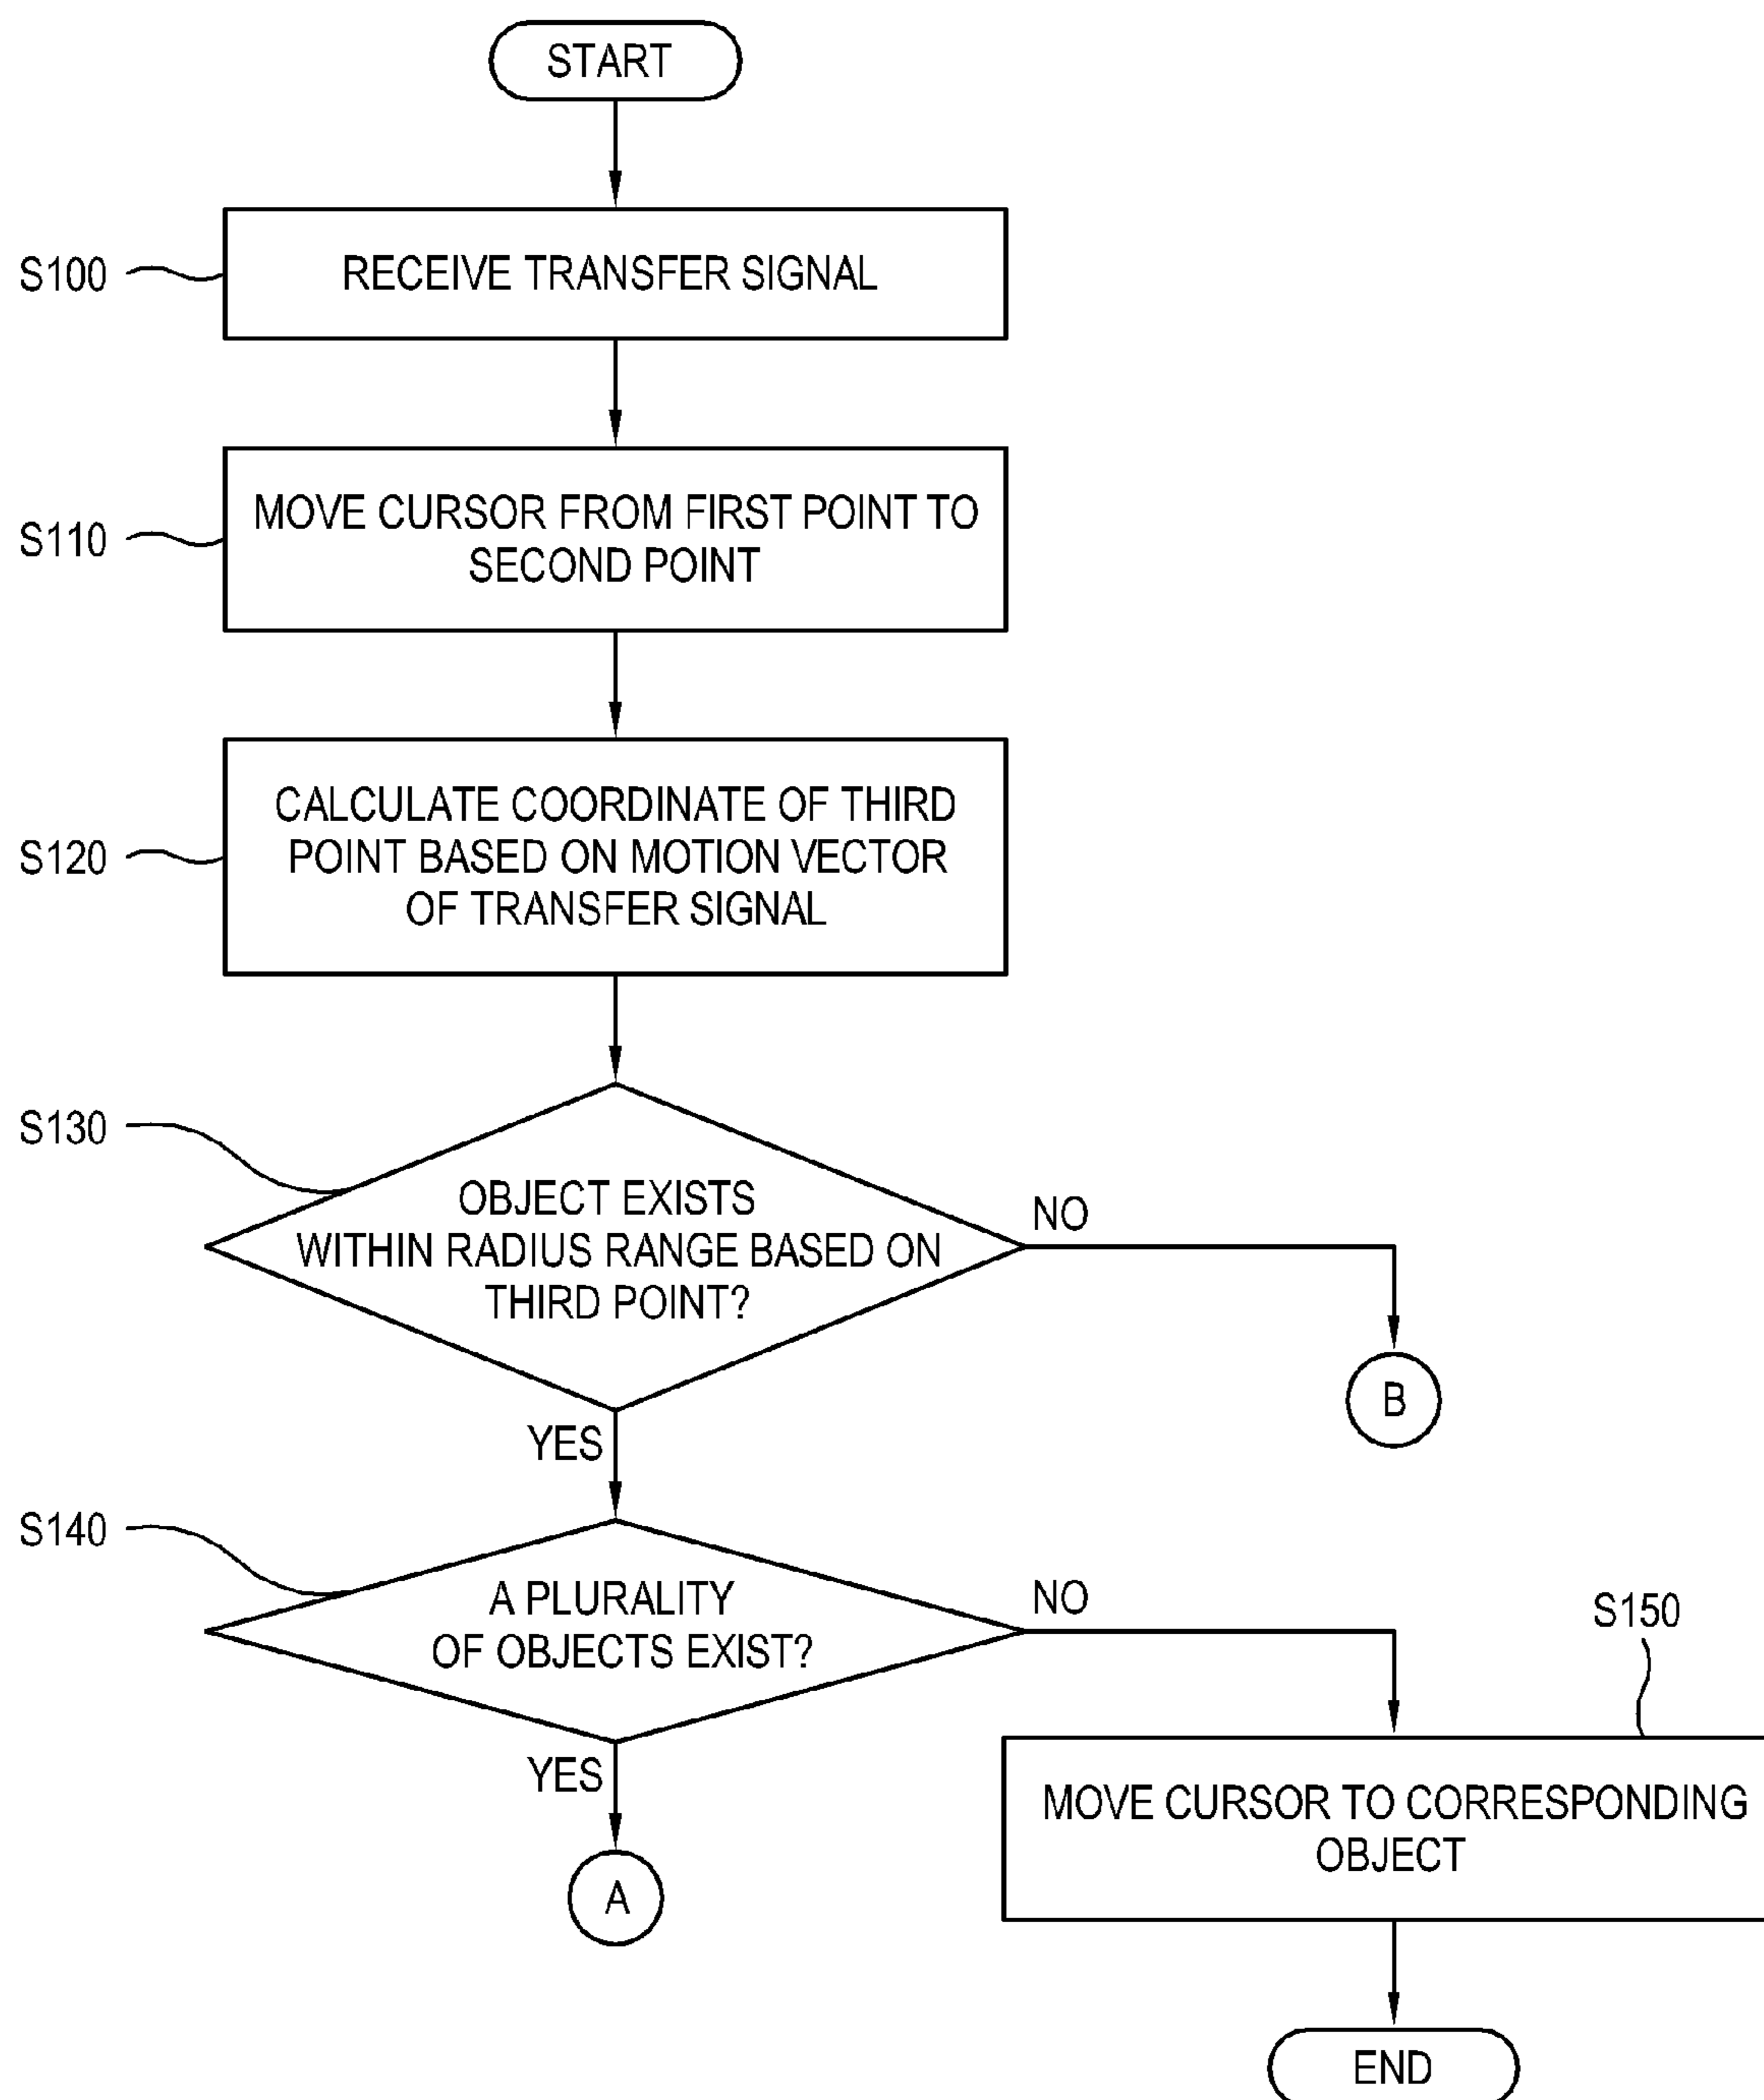 START
S100
RECEIVE TRANSFER SIGNAL
S110
MOVE CURSOR FROM FIRST POINT TO
SECOND POINT
S120
CALCULATE COORDINATE OF THIRD
POINT BASED ON MOTION VECTOR
OF TRANSFER SIGNAL
S130
OBJECT EXISTS
WITHIN RADIUS RANGE BASED ON
THIRD POINT?
NO
B
YES
S140
A PLURALITY
OF OBJECTS EXIST?
NO
S150
YES
MOVE CURSOR TO CORRESPONDING
OBJECT
A
END